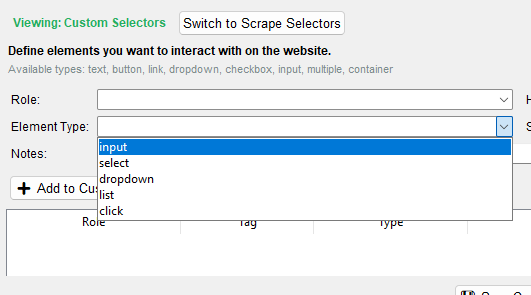 Viewing: Custom Selectors
Switch to Scrape Selectors
Define elements you want to interact with on the website.
Available types: text, button, link, dropdown, checkbox, input, multiple, container
Role:
Element Type:
input
select
dropdown
list
click
Notes:
Add to Cus
Role Tag Type